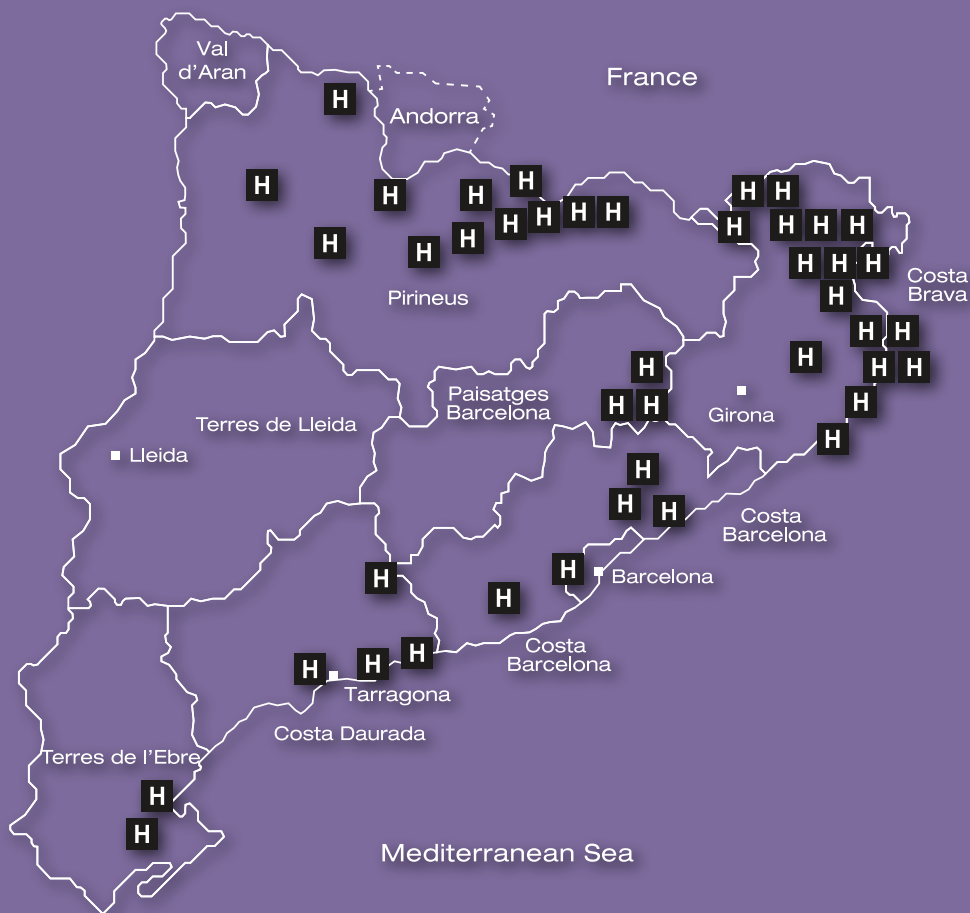 Val
d'Aran
France
H
Andorra
H
H
H
H
H H
H
H
H
H
H
H H
H
H H H
H H H
Costa
Brava
H
Pirineus
H H
H
H
H H
Paisatges
Barcelona
H H
H
Girona
Terres de Lleida
H
Lleida
H
H
H
Costa
Barcelona
H
Barcelona
H
H
Costa
Barcelona
H
H
H
Tarragona
Costa Daurada
Terres de l'Ebre
H
H
Mediterranean Sea